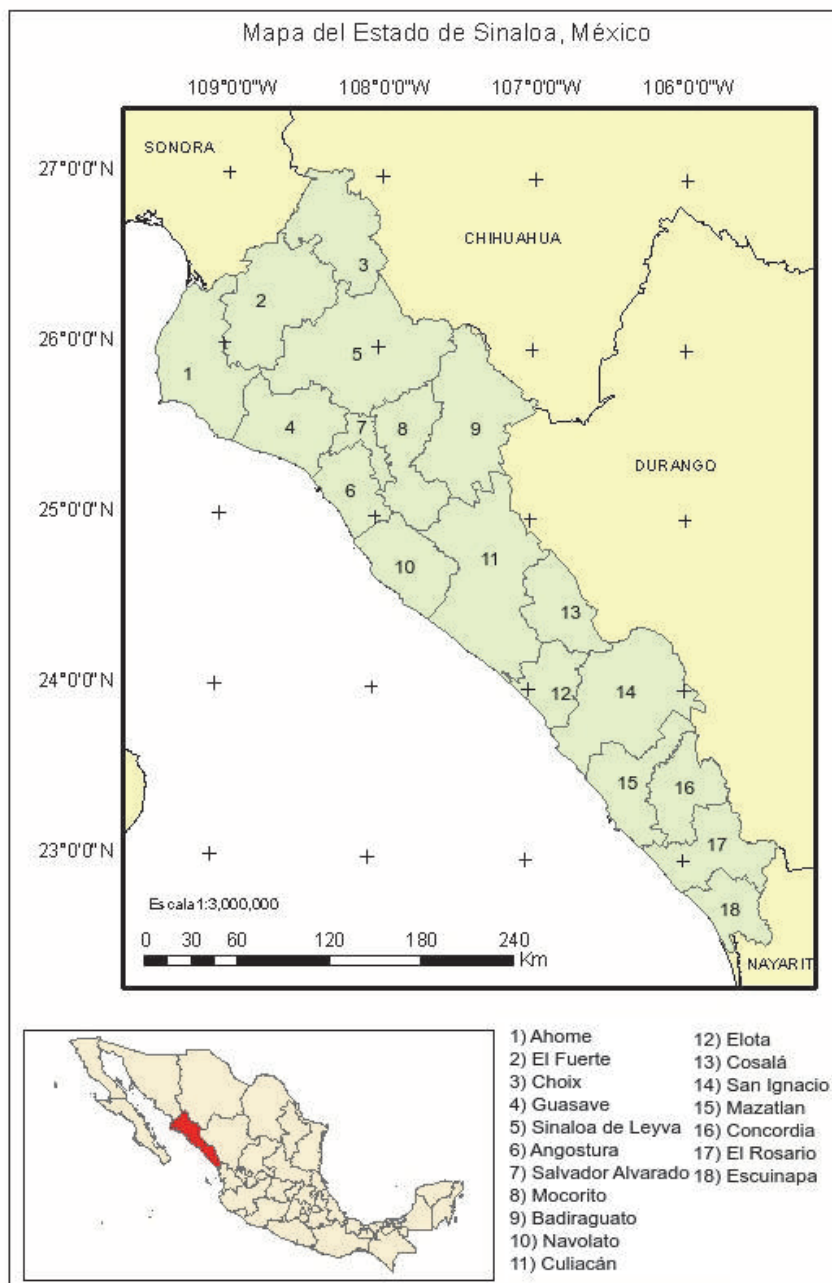 Mapa del Estado de Sinaloa, México
109°0'0"W 108°0'0"W 107°0'0"W 106°0'0"W
SONORA
27°0'0"N
CHIHUAHUA
3
2
26°0'0"N
5
1
4 7 8 9
DURANGO
6
25°0'0"N
11
10
13
24°0'0"N
12 14
15 16
17
23°0'0"N
18
Escala 1:3,000,000
0 30 60 120 180 240
Km
NAYARIT
1) Ahome
2) El Fuerte
3) Choix
4) Guasave
5) Sinaloa de Leyva
6) Angostura
7) Salvador Alvarado
8) Mocorito
9) Badiraguato
10) Navolato
11) Culiacán
12) Elota
13) Cosalá
14) San Ignacio
15) Mazatlan
16) Concordia
17) El Rosario
18) Escuinapa